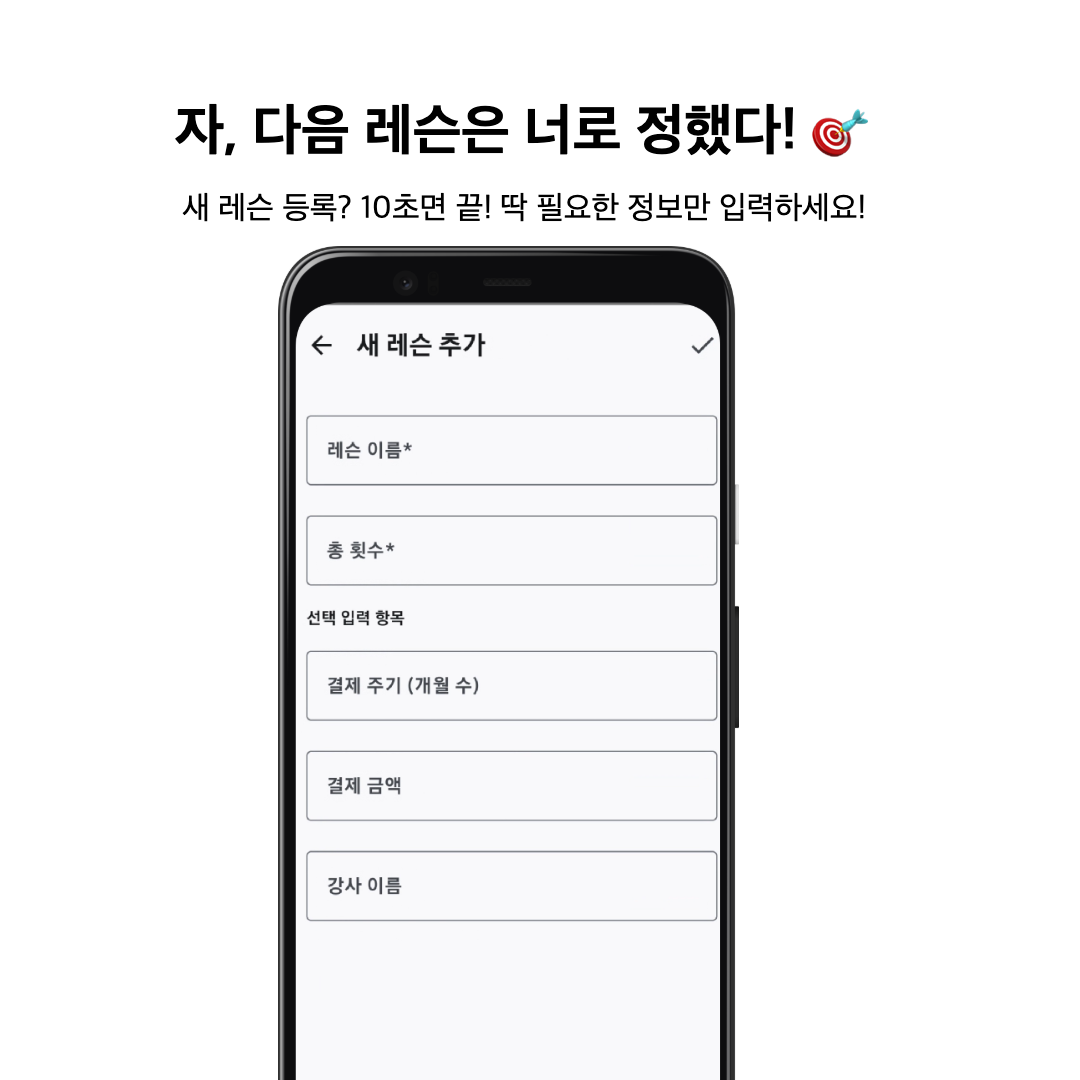 자, 다음 레슨은 너로 정했다! 🎯
새 레슨 등록? 10초면 끝! 딱 필요한 정보만 입력하세요!
새 레슨 추가
레슨 이름*
총 횟수*
선택 입력 항목
결제 주기 (개월 수)
결제 금액
강사 이름